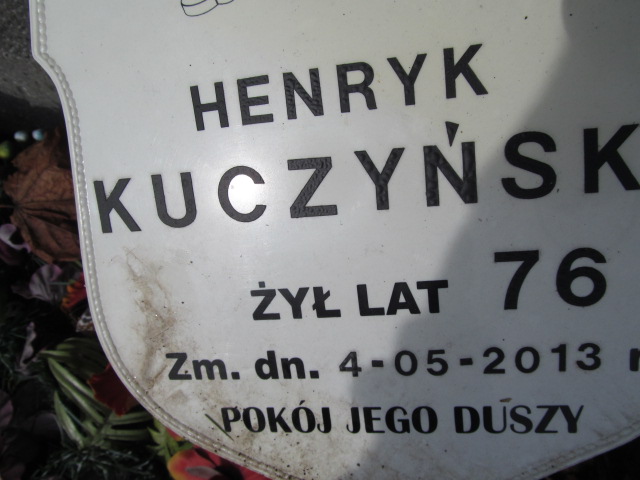 HENRYK
KUCZYŃSK
ŻYŁ LAT 76
Zm. dn. 4-05-2013 r
POKÓJ JEGO DUSZY